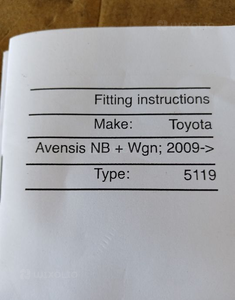 Fitting instructions
Make: Toyota
Avensis NB + Wgn; 2009->
Type: 5119